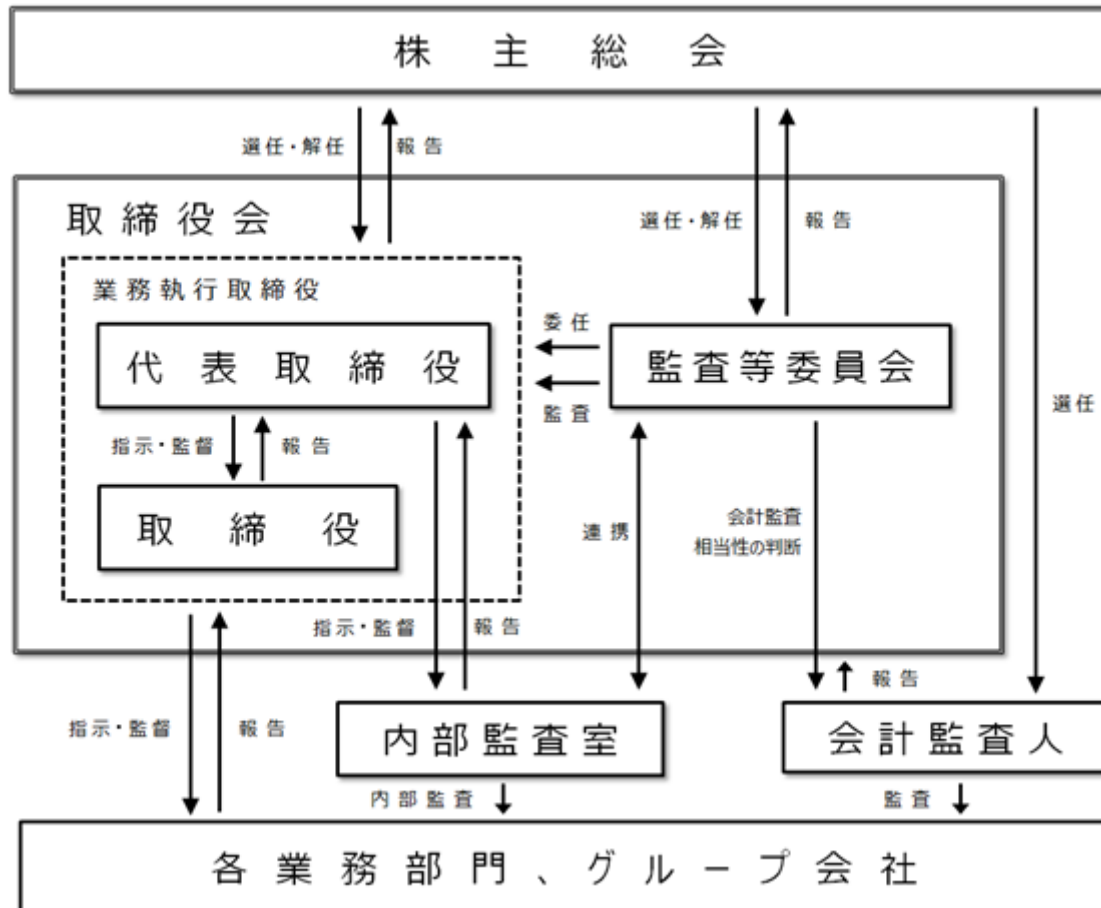 株主総会
選任・解任
報告
選任・解任
報告
選任
取締役会
業務執行取締役
代表取締役
委任
監査
監査等委員会
指示・監督
報告
取締役
連携
会計監査
相当性の判断
指示・監督
報告
指示・監督
報告
報告
内部監査室
会計監査人
内部監査
監査
各業務部門、グループ会社